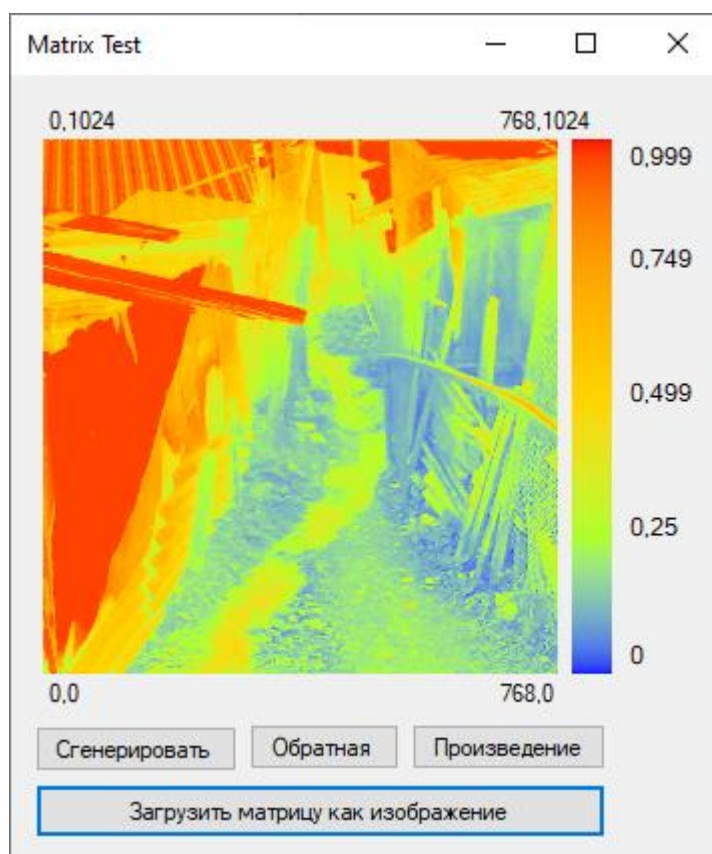 Matrix Test
0,1024 768,1024
0,999
0,749
0,499
0,25
0
0,0 768,0
Сгенерировать Обратная Произведение
Загрузить матрицу как изображение